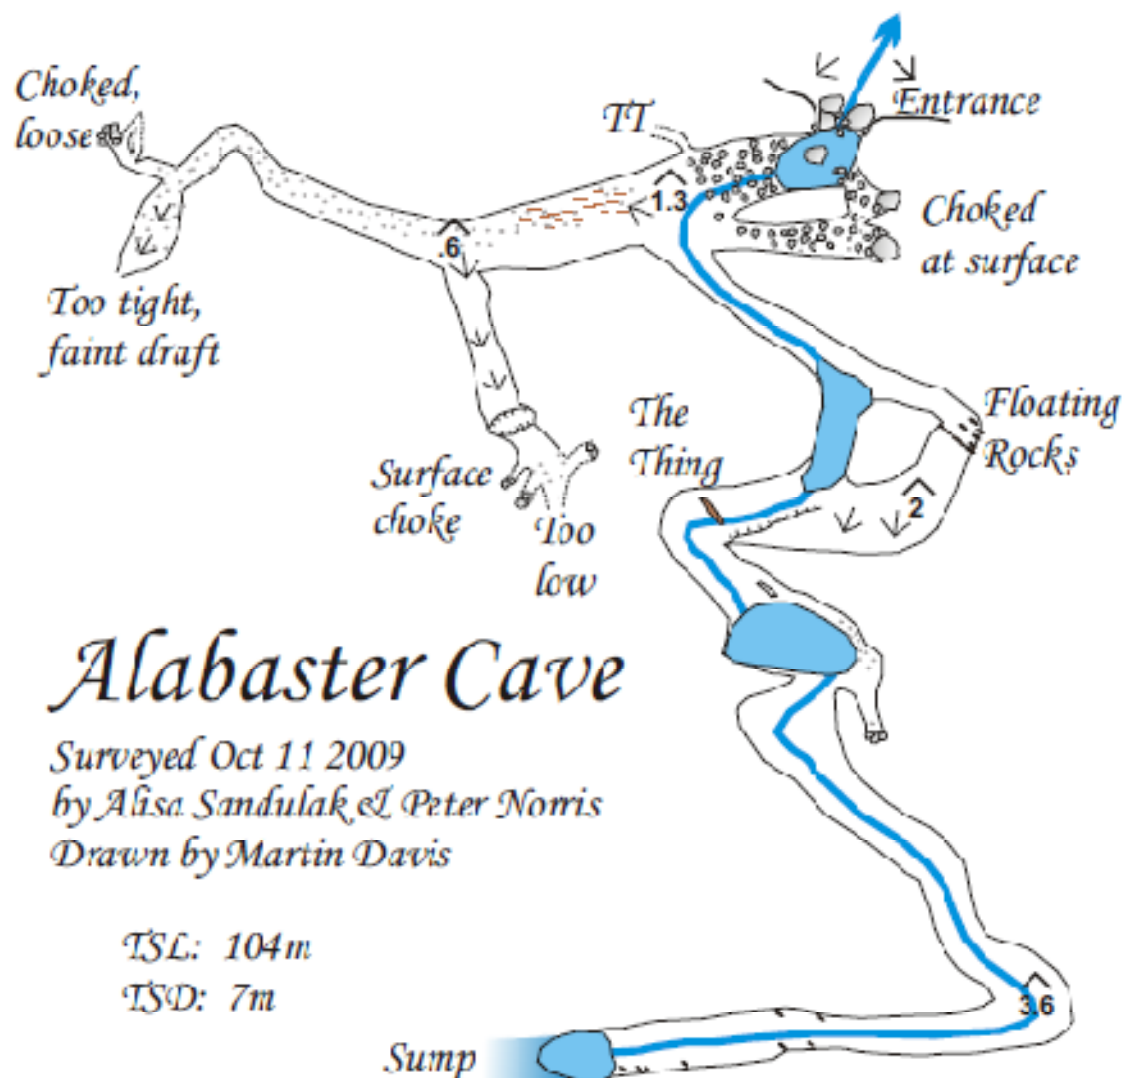 Choked,
loose
TT
Entrance
1.3
Choked
at surface
.6
Too tight,
faint draft
The
Thing
Floating
Rocks
2
Surface
choke
Too
low
Alabaster Cave
Surveyed Oct 11 2009
by Alisa Sandulak & Peter Norris
Drawn by Martin Davis
TSL: 104m
TSD: 7m
3.6
Sump